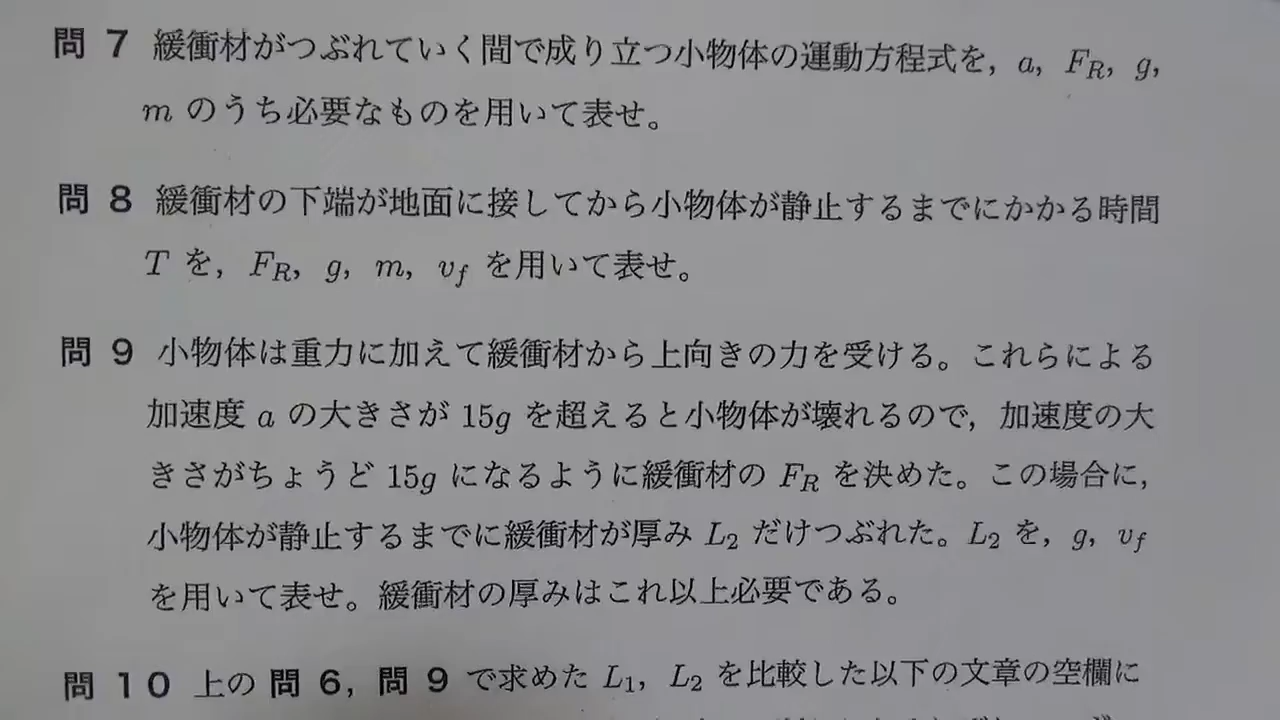 問 7 緩衝材がつぶれていく間で成り立つ小物体の運動方程式を，a，F_R，g，
m のうち必要なものを用いて表せ。
問 8 緩衝材の下端が地面に接してから小物体が静止するまでにかかる時間
T を，F_R，g，m，v_f を用いて表せ。
問 9 小物体は重力に加えて緩衝材から上向きの力を受ける。これらによる
加速度 a の大きさが 15g を超えると小物体が壊れるので，加速度の大
きさがちょうど 15g になるように緩衝材の F_R を決めた。この場合に，
小物体が静止するまでに緩衝材が厚み L_2 だけつぶれた。L_2 を，g，v_f
を用いて表せ。緩衝材の厚みはこれ以上必要である。
問 10 上の 問 6，問 9 で求めた L_1，L_2 を比較した以下の文章の空欄に